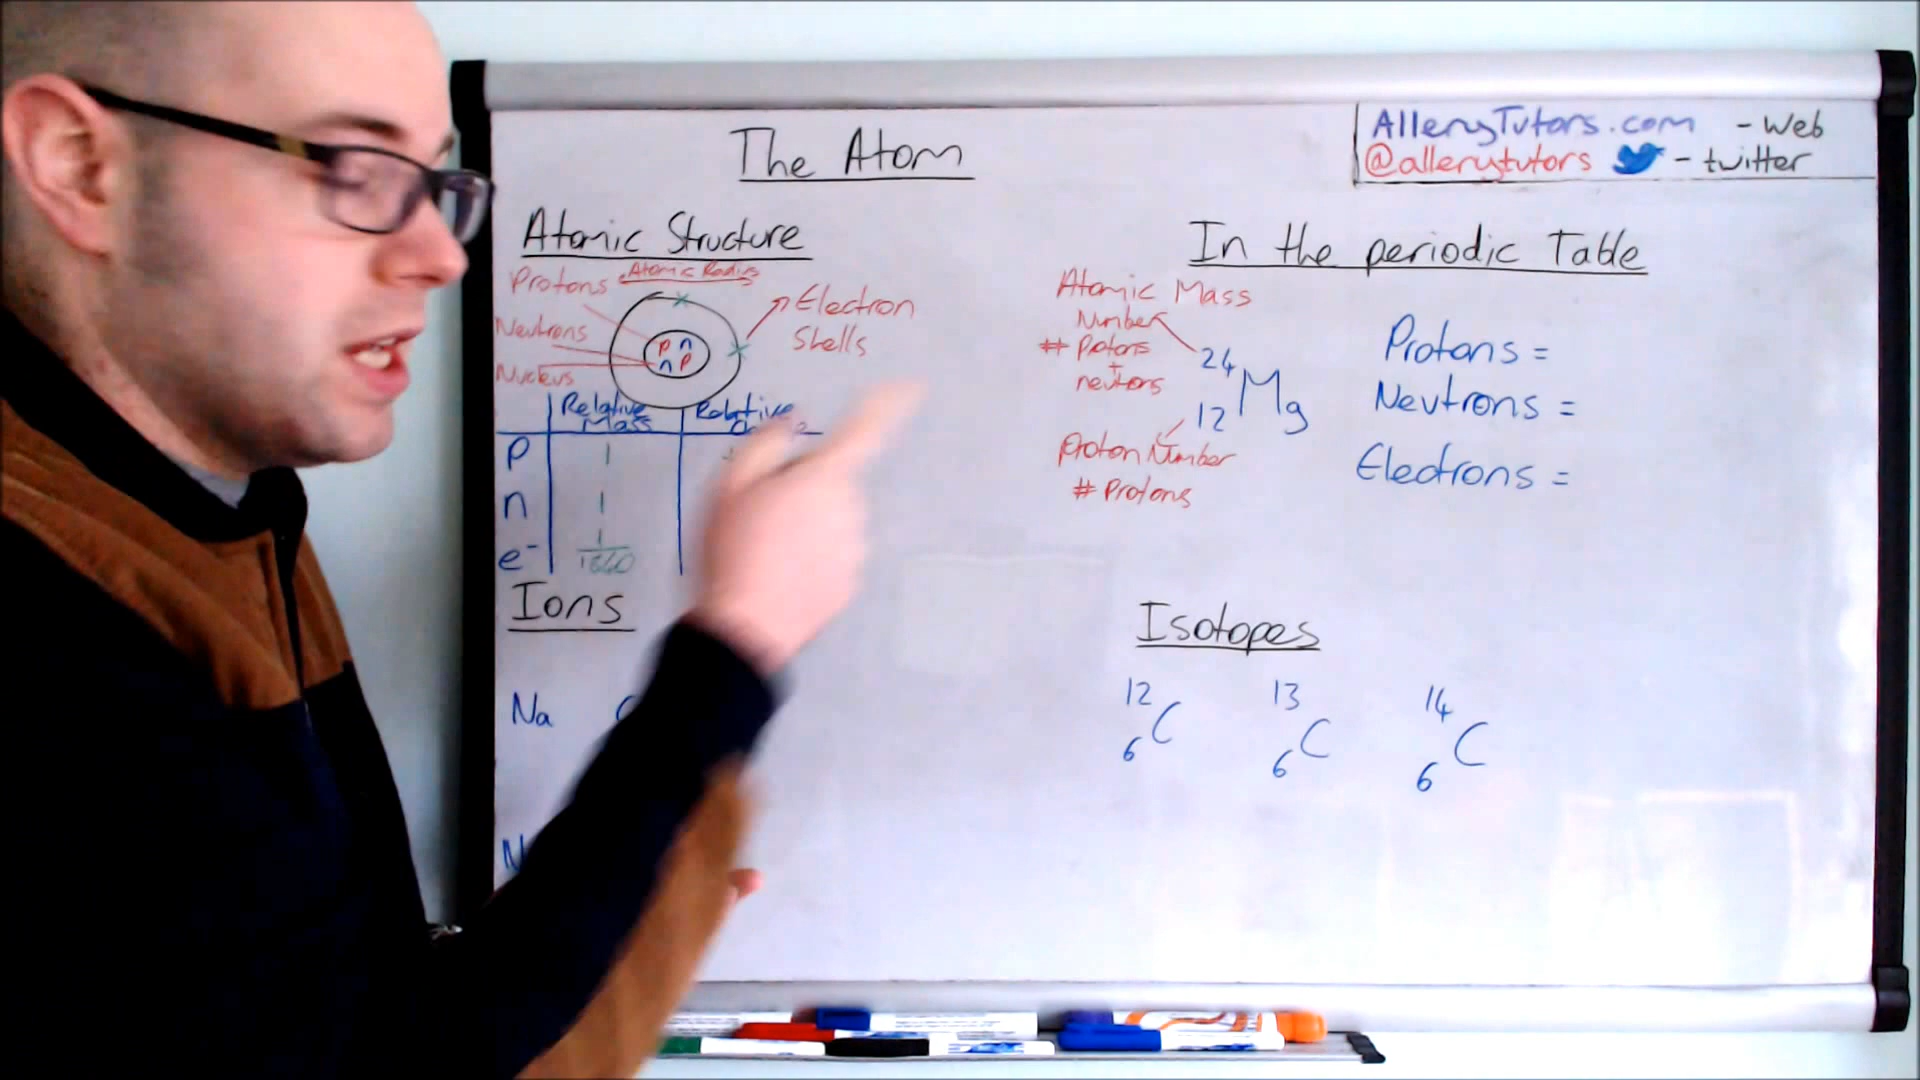 The Atom
AlleryTutors.com - Web
@allerytutors - twitter
Atomic Structure
Atomic Radius
Protons
Neutrons
Nucleus
p n
n p
Electron
Shells
Relative
Mass
Relative
p 1
n 1
e- 1/1840
Ions
Na
In the periodic Table
Atomic Mass
Number
# Protons
+
neutrons
24
12 Mg
Proton Number
# Protons
Protons =
Neutrons =
Electrons =
Isotopes
12 13 14
C C C
6 6 6